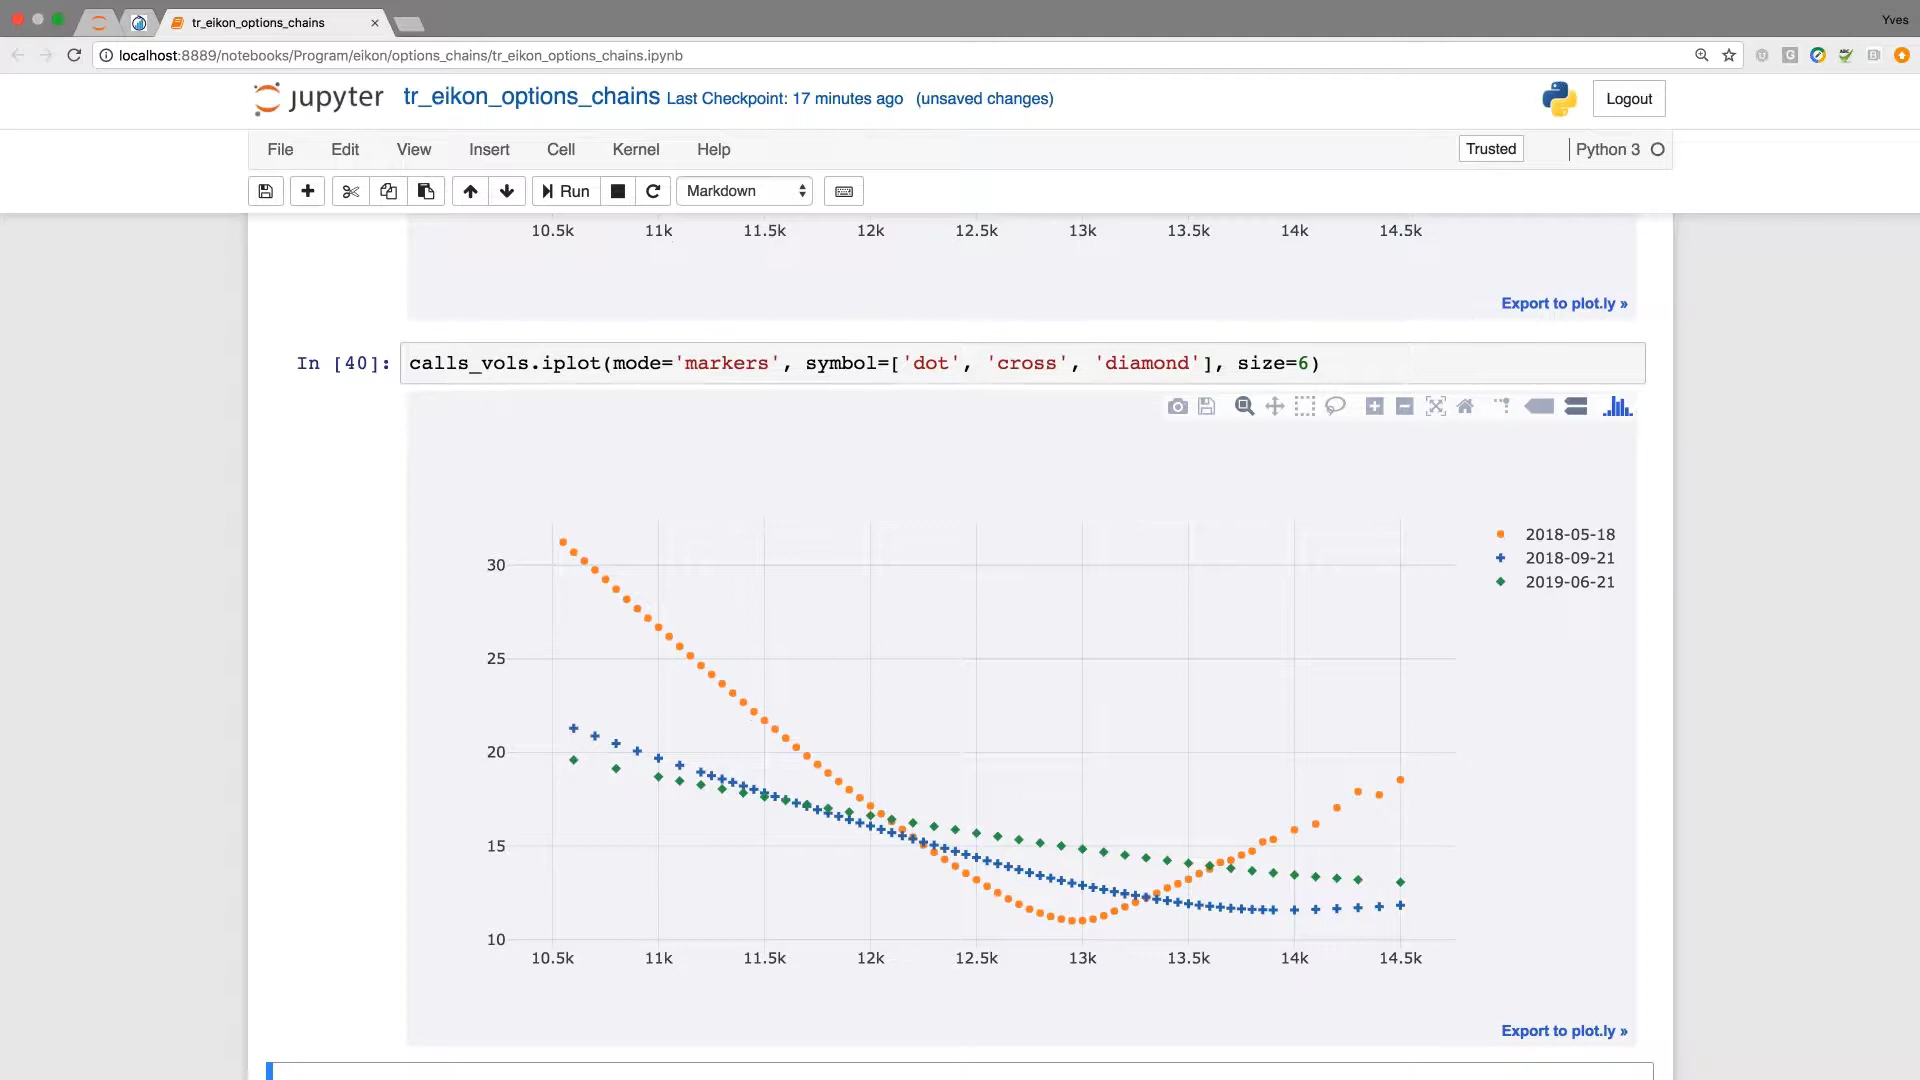 tr_eikon_options_chains
Yves
localhost:8889/notebooks/Program/eikon/options_chains/tr_eikon_options_chains.ipynb
jupyter tr_eikon_options_chains Last Checkpoint: 17 minutes ago (unsaved changes)
Logout
File Edit View Insert Cell Kernel Help
Trusted
Python 3
Run
Markdown
10.5k 11k 11.5k 12k 12.5k 13k 13.5k 14k 14.5k
Export to plot.ly »
In [40]: calls_vols.iplot(mode='markers', symbol=['dot', 'cross', 'diamond'], size=6)
2018-05-18
2018-09-21
2019-06-21
30
25
20
15
10
10.5k 11k 11.5k 12k 12.5k 13k 13.5k 14k 14.5k
Export to plot.ly »